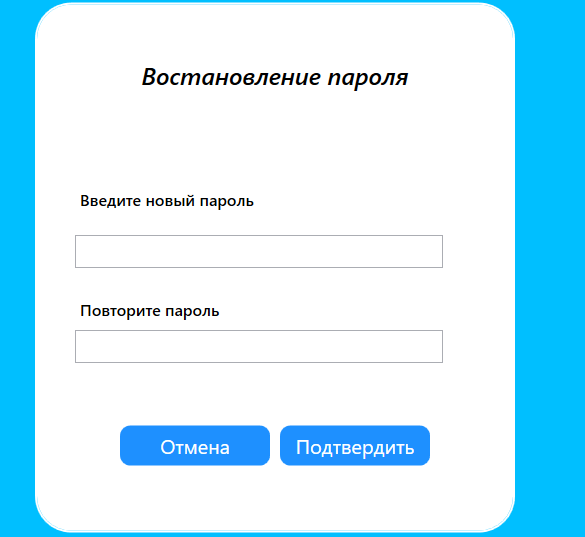 Востановление пароля
Введите новый пароль
Повторите пароль
Отмена
Подтвердить